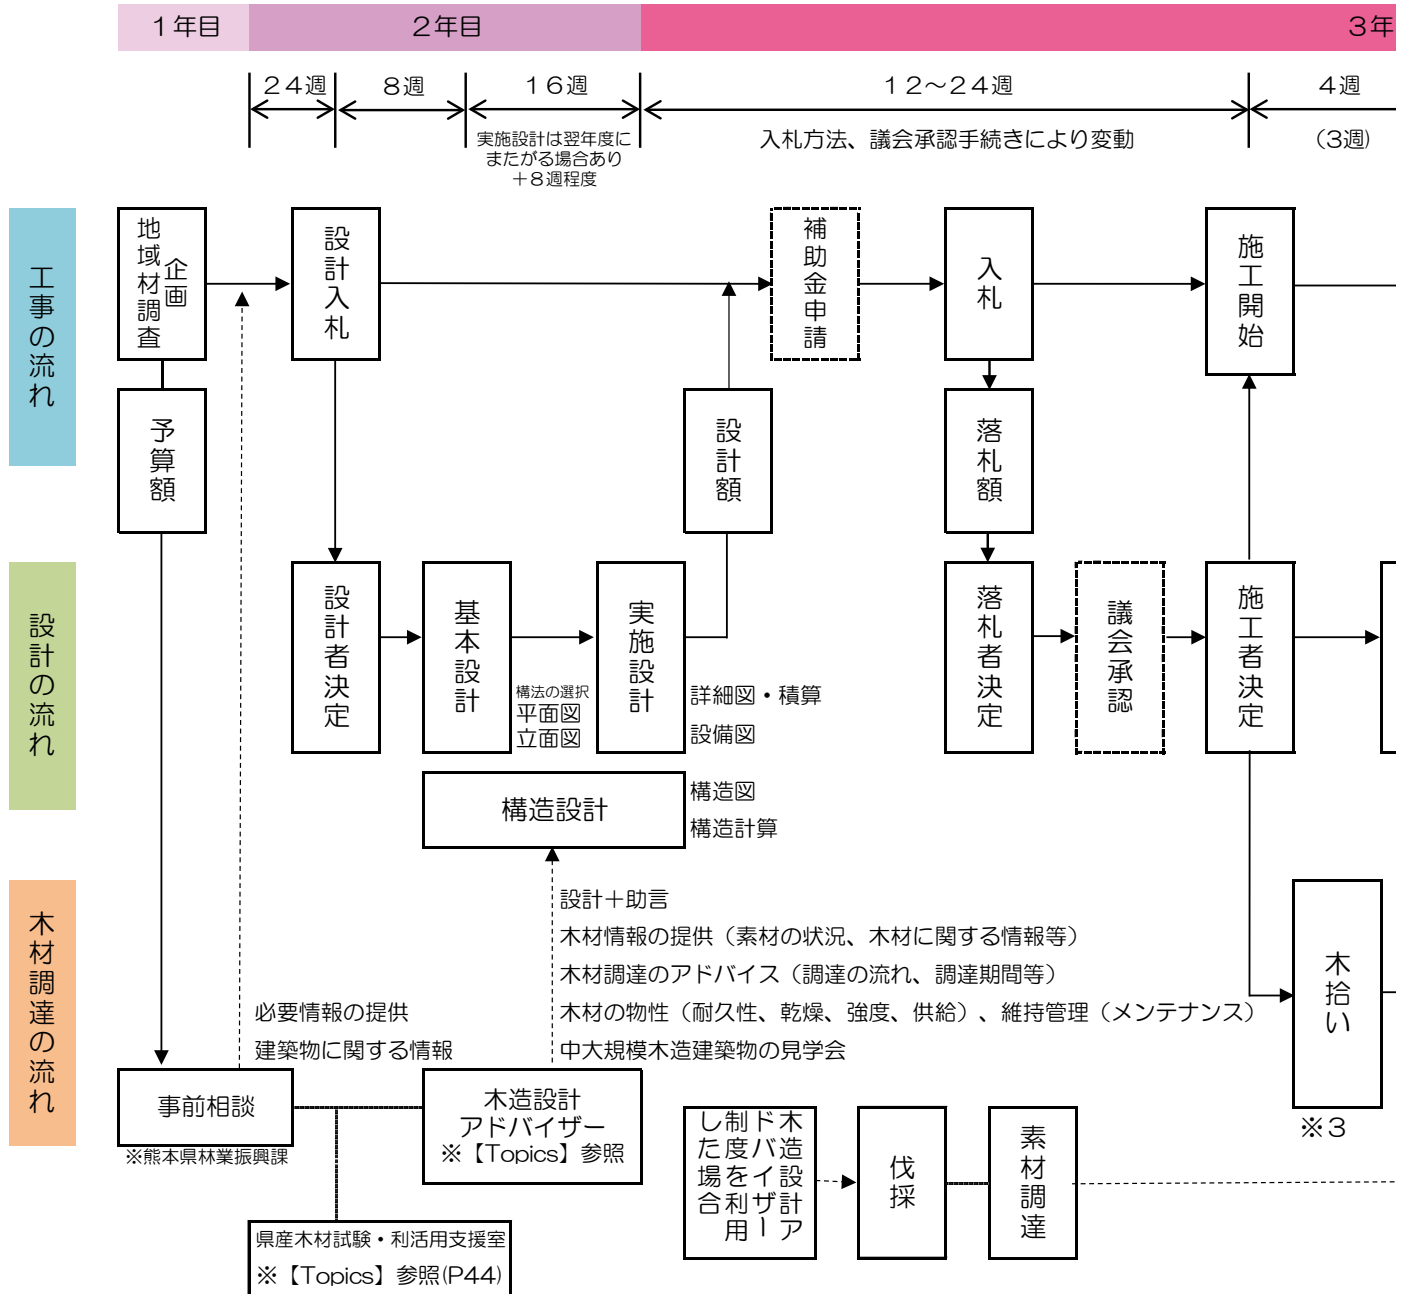 1年目
2年目
3年
24週
8週
16週
12～24週
4週
実施設計は翌年度に
またがる場合あり
＋8週程度
入札方法、議会承認手続きにより変動
(3週)
工事の流れ
企画
地域材調査
設計入札
補助金申請
入札
施工開始
予算額
設計額
落札額
設計の流れ
設計者決定
基本設計
構法の選択
平面図
立面図
実施設計
詳細図・積算
設備図
落札者決定
議会承認
施工者決定
構造設計
構造図
構造計算
木材調達の流れ
設計＋助言
木材情報の提供（素材の状況、木材に関する情報等）
木材調達のアドバイス（調達の流れ、調達期間等）
木材の物性（耐久性、乾燥、強度、供給）、維持管理（メンテナンス）
中大規模木造建築物の見学会
必要情報の提供
建築物に関する情報
木拾い
※3
事前相談
※熊本県林業振興課
木造設計
アドバイザー
※【Topics】参照
木造設計ア
ドバイザー
制度を利用
した場合
伐採
素材調達
県産木材試験・利活用支援室
※【Topics】参照(P44)